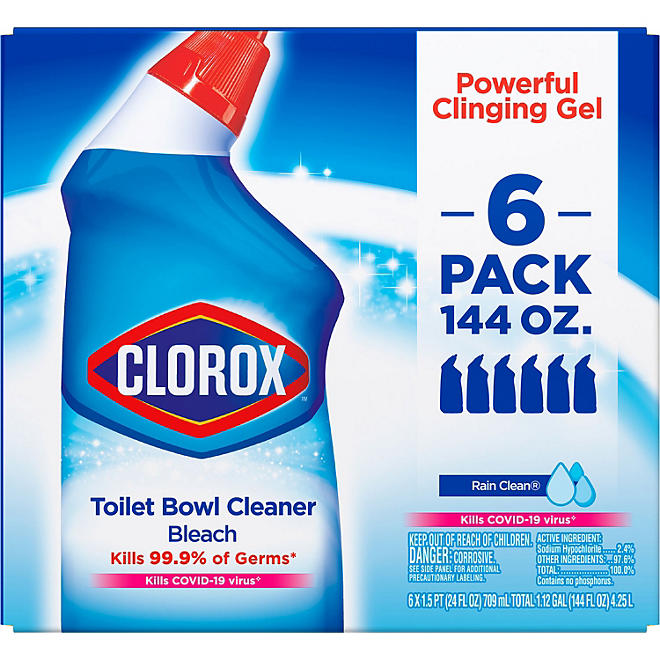 CLOROX™
Toilet Bowl Cleaner
Bleach
Kills 99.9% of Germs*
Kills COVID-19 virus❖
Powerful
Clinging Gel
6
PACK
144 OZ.
Rain Clean®
Kills COVID-19 virus❖
KEEP OUT OF REACH OF CHILDREN.
DANGER: CORROSIVE.
SEE SIDE PANEL FOR ADDITIONAL
PRECAUTIONARY LABELING.
ACTIVE INGREDIENT:
Sodium Hypochlorite ..... 2.4%
OTHER INGREDIENTS: ..97.6%
TOTAL: ............... 100.0%
Contains no phosphorus.
6 X 1.5 PT (24 FL OZ) 709 mL TOTAL 1.12 GAL (144 FL OZ) 4.25 L